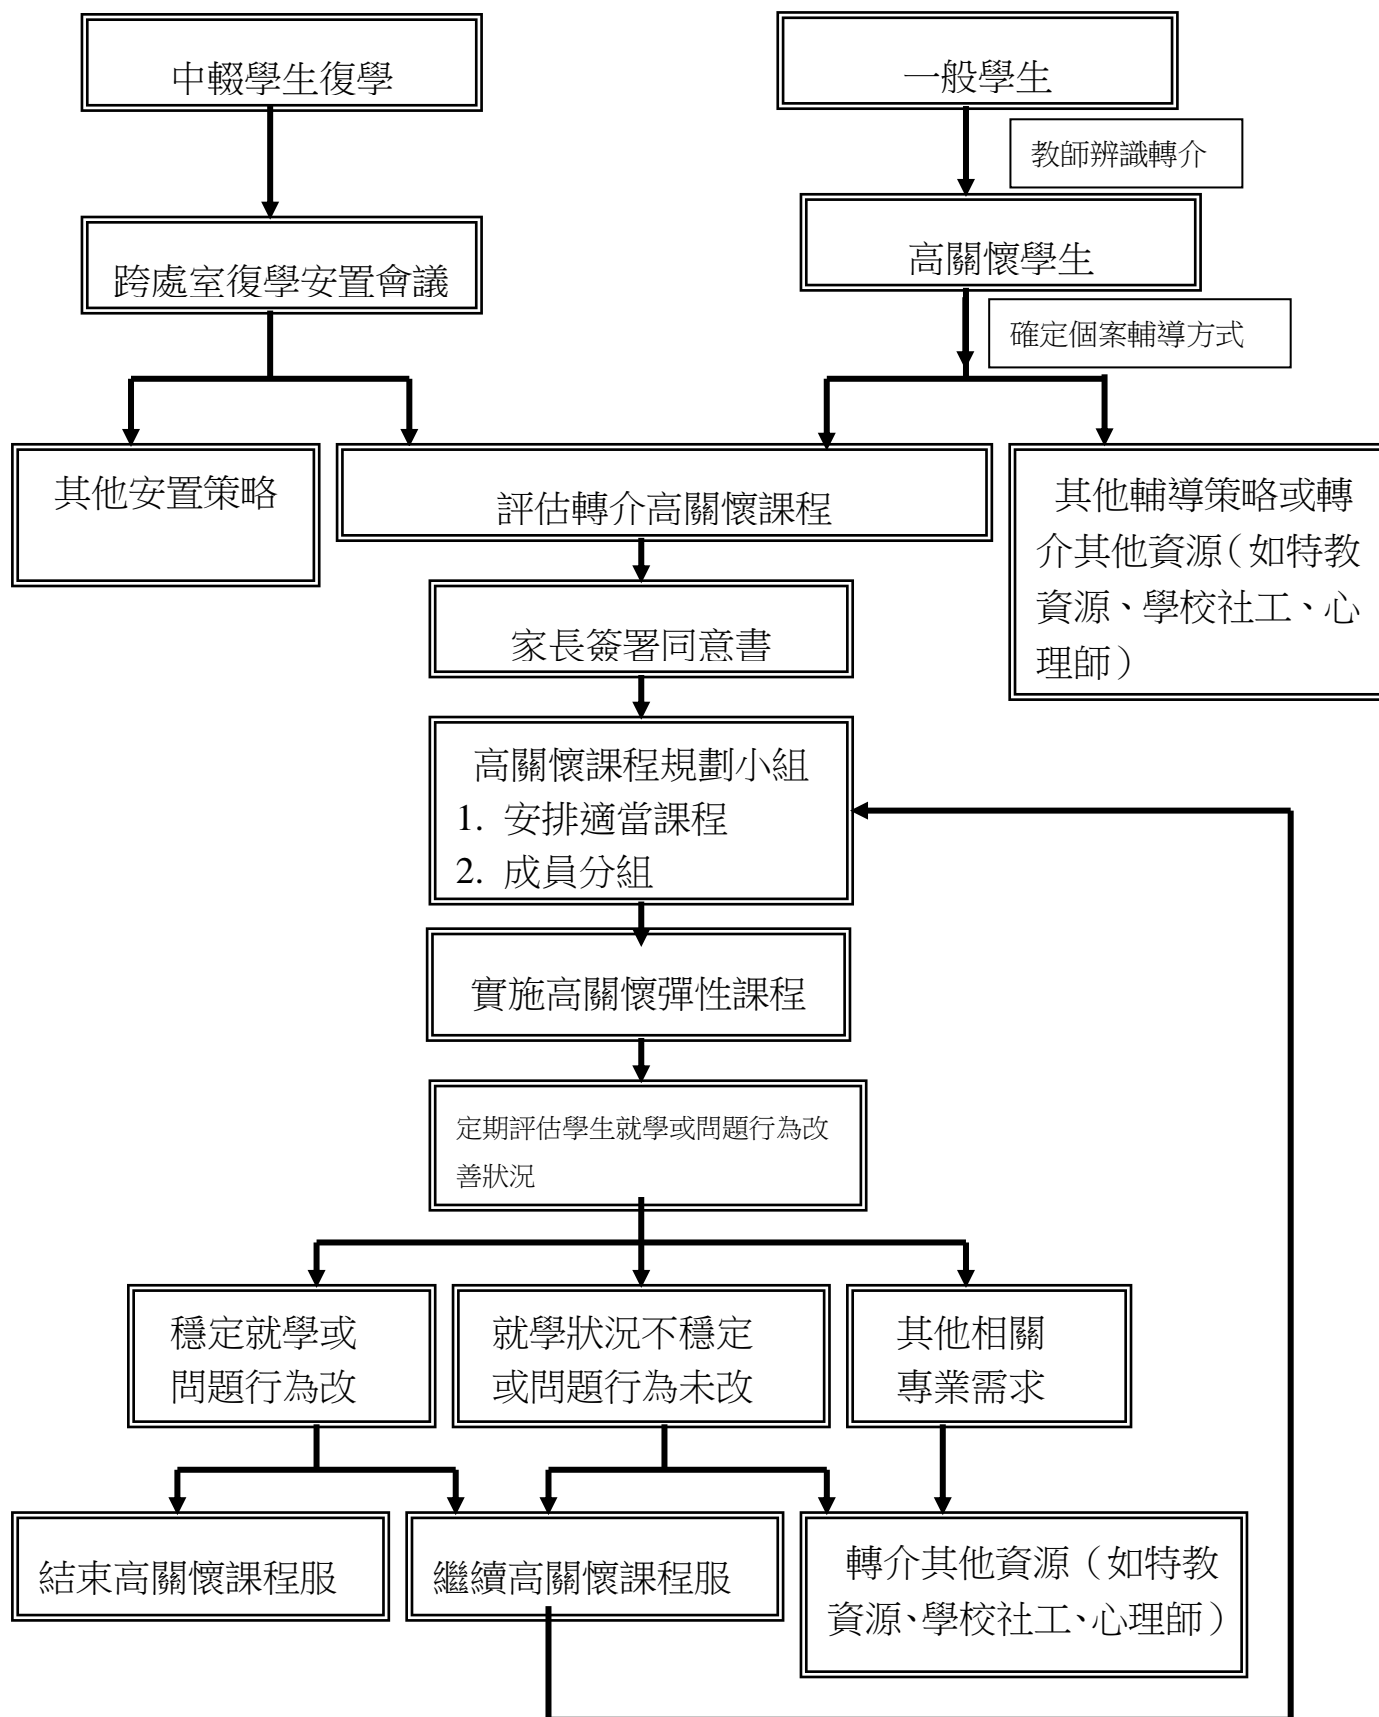 中輟學生復學
一般學生
教師辨識轉介
跨處室復學安置會議
高關懷學生
確定個案輔導方式
其他安置策略
評估轉介高關懷課程
其他輔導策略或轉
介其他資源（如特教
資源、學校社工、心
理師）
家長簽署同意書
高關懷課程規劃小組
1. 安排適當課程
2. 成員分組
實施高關懷彈性課程
定期評估學生就學或問題行為改
善狀況
穩定就學或
問題行為改
就學狀況不穩定
或問題行為未改
其他相關
專業需求
結束高關懷課程服
繼續高關懷課程服
轉介其他資源（如特教
資源、學校社工、心理師）